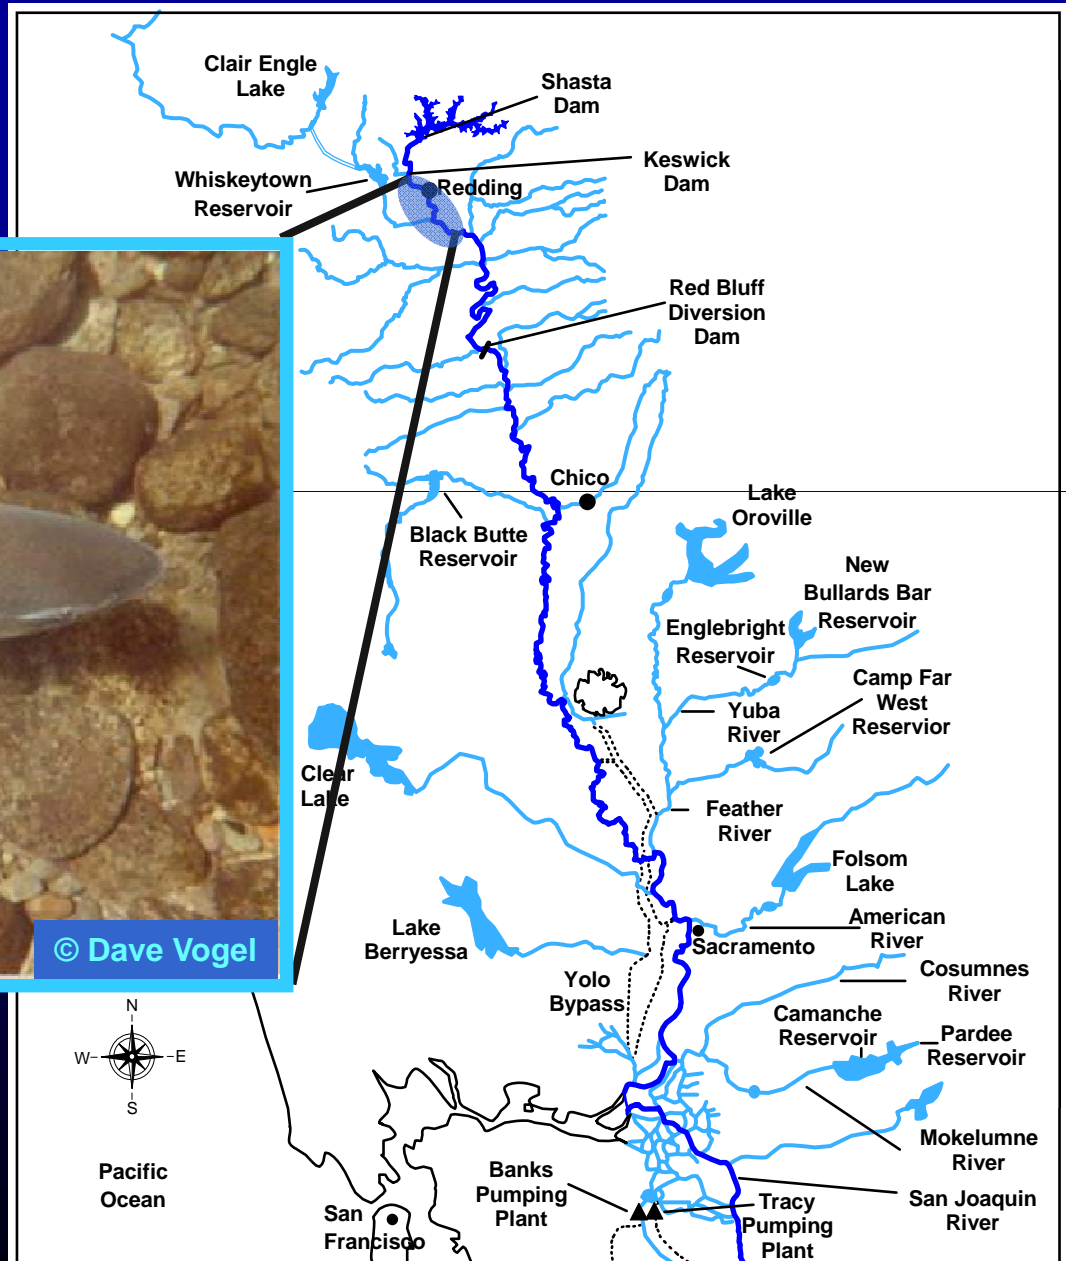 Clair Engle
Lake
Shasta
Dam
Keswick
Dam
Whiskeytown
Reservoir
Redding
Red Bluff
Diversion
Dam
Chico
Black Butte
Reservoir
Lake
Oroville
New
Bullards Bar
Reservoir
Englebright
Reservoir
Camp Far
West
Reservior
Yuba
River
Clear
Lake
Feather
River
Folsom
Lake
American
River
Sacramento
Lake
Berryessa
© Dave Vogel
Yolo
Bypass
Cosumnes
River
Camanche
Reservoir
Pardee
Reservoir
N
W
E
S
Mokelumne
River
Pacific
Ocean
Banks
Pumping
Plant
Tracy
Pumping
Plant
San Joaquin
River
San
Francisco